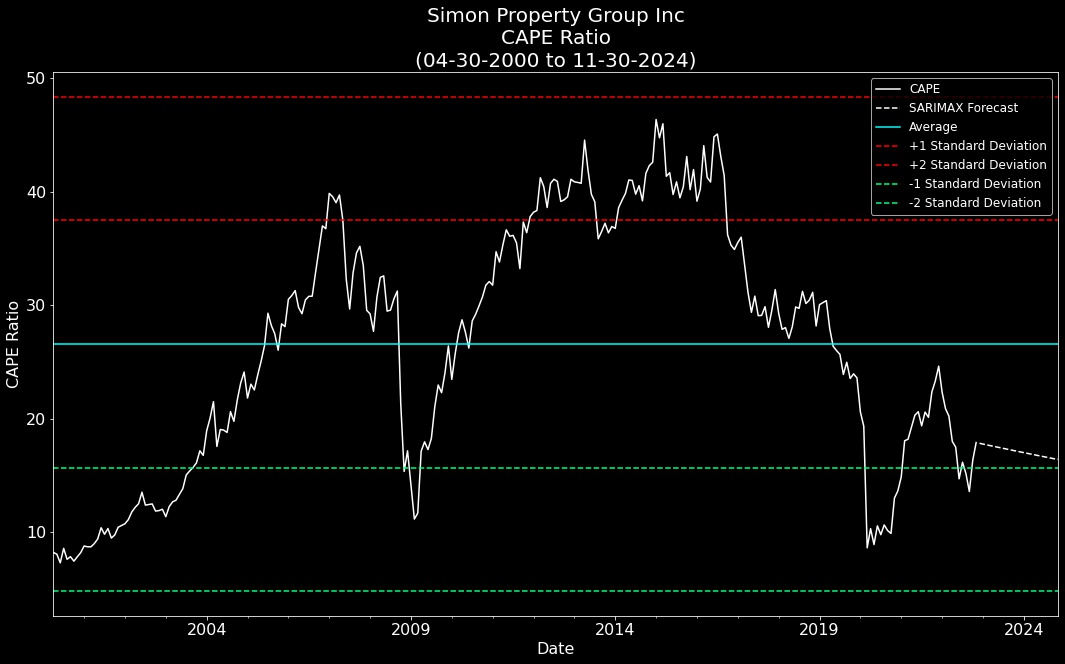 Simon Property Group Inc
CAPE Ratio
(04-30-2000 to 11-30-2024)
50
40
30
20
10
CAPE Ratio
CAPE
SARIMAX Forecast
Average
+1 Standard Deviation
+2 Standard Deviation
-1 Standard Deviation
-2 Standard Deviation
2004
2009
2014
2019
2024
Date